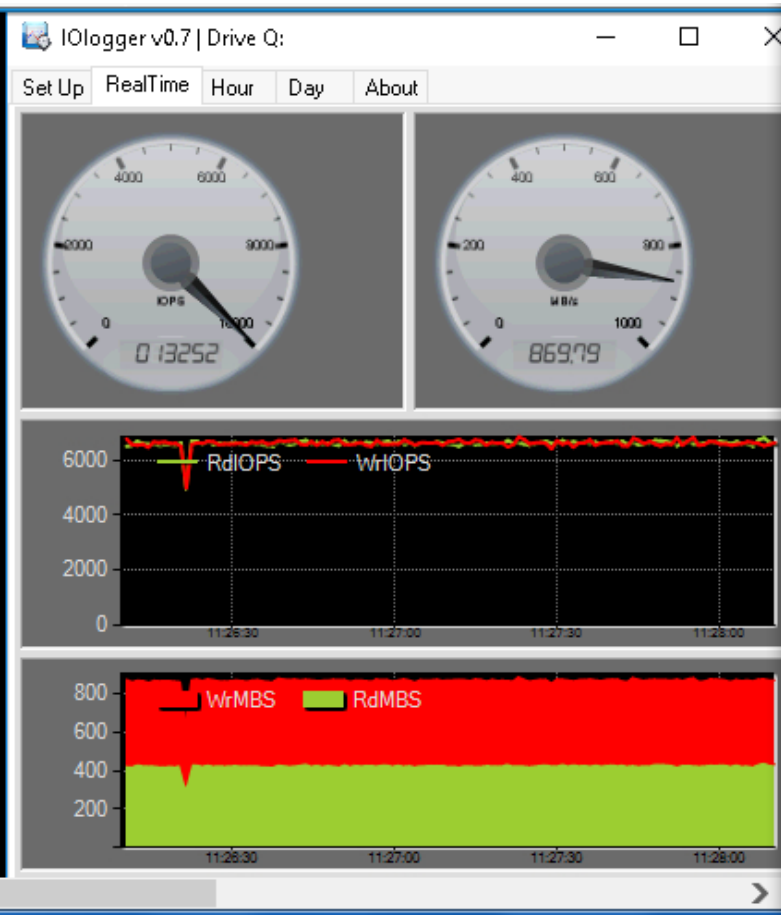 IOlogger v0.7 | Drive Q:
Set Up RealTime Hour Day About
4000 6000
2000 8000
IOPS
0 10000
013252
400 600
200 800
MB/s
0 1000
869.79
6000 RdIOPS WrIOPS
4000
2000
0
11:26:30 11:27:00 11:27:30 11:28:00
800 WrMBS RdMBS
600
400
200
11:26:30 11:27:00 11:27:30 11:28:00